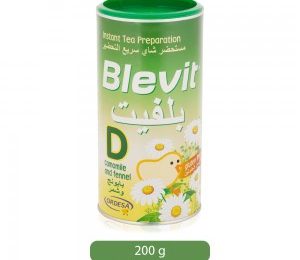 Instant Tea Preparation
مستحضر شاي سريع التحضير
Blevit
بلفيت
D
camomile
and fennel
بابونج
وشمر
ORDESA
200 g